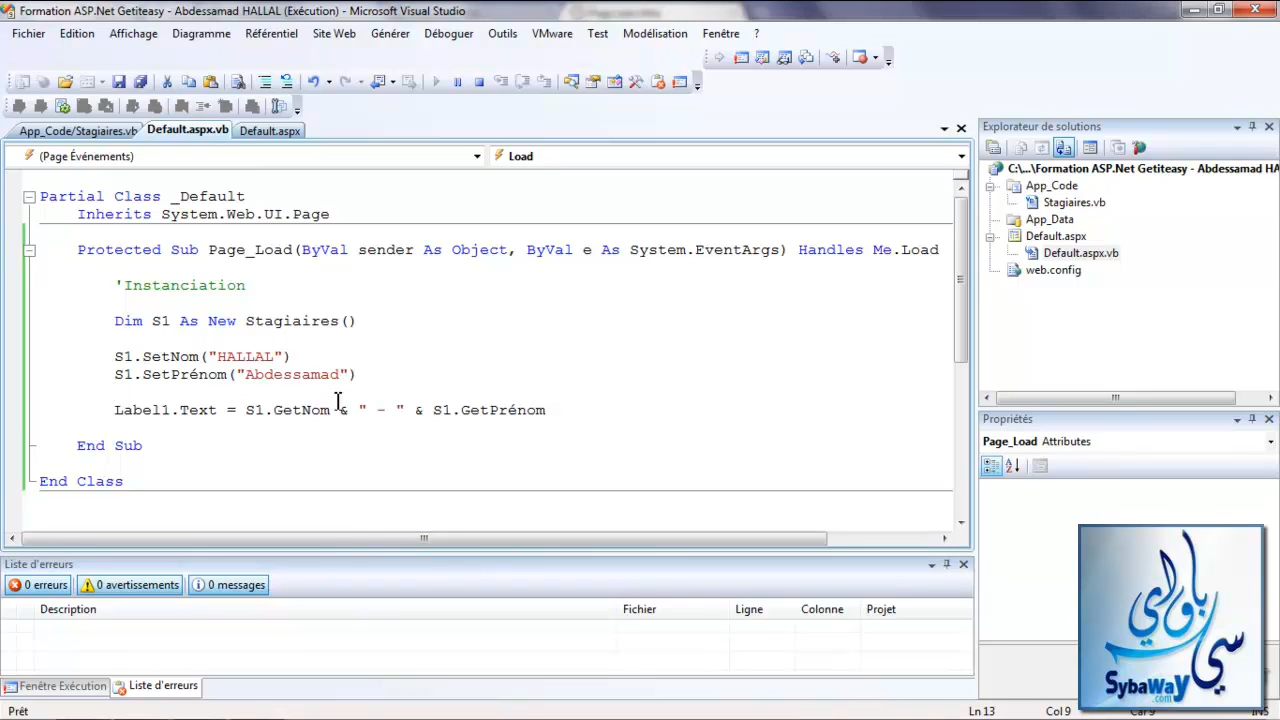 Formation ASP.Net Getiteasy - Abdessamad HALLAL (Exécution) - Microsoft Visual Studio
Fichier Edition Affichage Diagramme Référentiel Site Web Générer Déboguer Outils VMware Test Modélisation Fenêtre ?
App_Code/Stagiaires.vb Default.aspx.vb Default.aspx
(Page Événements) Load
Partial Class _Default
Inherits System.Web.UI.Page
Protected Sub Page_Load(ByVal sender As Object, ByVal e As System.EventArgs) Handles Me.Load
'Instanciation
Dim S1 As New Stagiaires()
S1.SetNom("HALLAL")
S1.SetPrénom("Abdessamad")
Label1.Text = S1.GetNom & " - " & S1.GetPrénom
End Sub
End Class
Explorateur de solutions
C:\...\Formation ASP.Net Getiteasy - Abdessamad HA
App_Code
Stagiaires.vb
App_Data
Default.aspx
Default.aspx.vb
web.config
Propriétés
Page_Load Attributes
Liste d'erreurs
0 erreurs 0 avertissements 0 messages
Description Fichier Ligne Colonne Projet
Fenêtre Exécution Liste d'erreurs
Prêt Ln 13 Col 9 Car 9 INS
سي باواي
SybaWay
.com